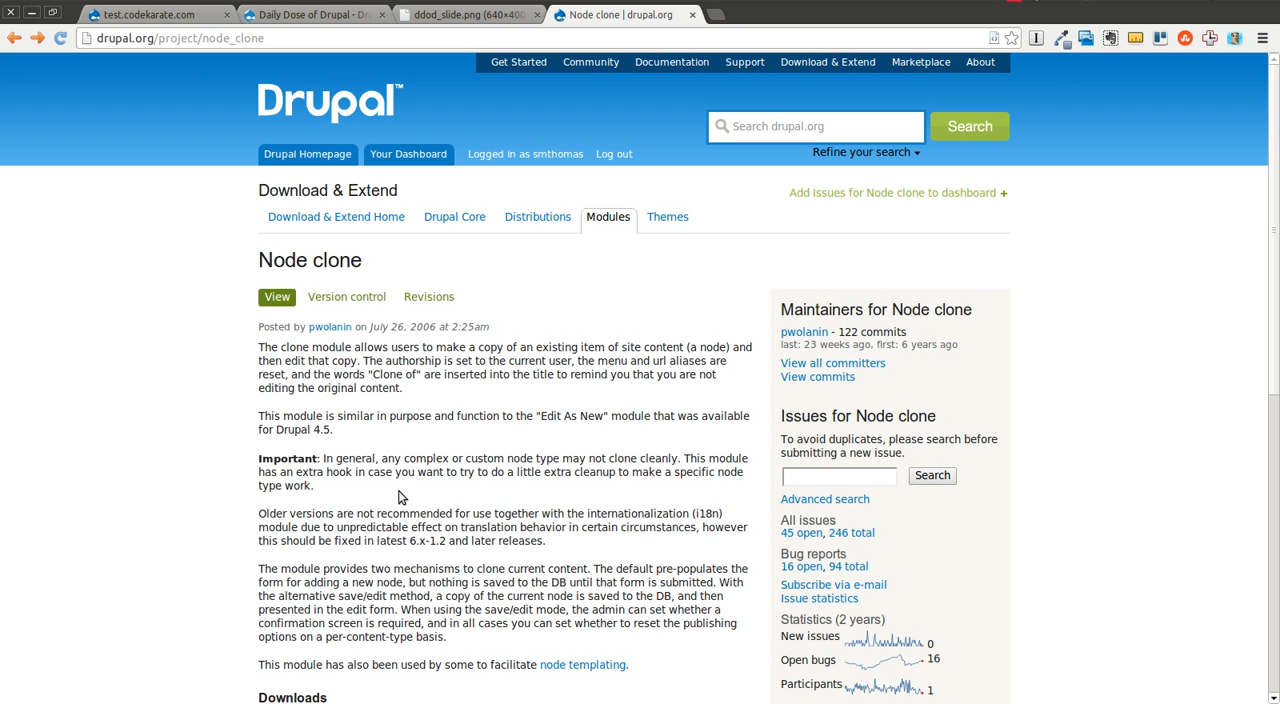 test.codekarate.com
Daily Dose of Drupal - Dr
ddod_slide.png (640×400
Node clone | drupal.org
drupal.org/project/node_clone
Get Started Community Documentation Support Download & Extend Marketplace About
Drupal™
Search drupal.org
Search
Refine your search
Drupal Homepage Your Dashboard Logged in as smthomas Log out
Download & Extend
Add Issues for Node clone to dashboard +
Download & Extend Home Drupal Core Distributions Modules Themes
Node clone
View Version control Revisions
Posted by pwolanin on July 26, 2006 at 2:25am
The clone module allows users to make a copy of an existing item of site content (a node) and
then edit that copy. The authorship is set to the current user, the menu and url aliases are
reset, and the words "Clone of" are inserted into the title to remind you that you are not
editing the original content.
This module is similar in purpose and function to the "Edit As New" module that was available
for Drupal 4.5.
Important: In general, any complex or custom node type may not clone cleanly. This module
has an extra hook in case you want to try to do a little extra cleanup to make a specific node
type work.
Older versions are not recommended for use together with the internationalization (i18n)
module due to unpredictable effect on translation behavior in certain circumstances, however
this should be fixed in latest 6.x-1.2 and later releases.
The module provides two mechanisms to clone current content. The default pre-populates the
form for adding a new node, but nothing is saved to the DB until that form is submitted. With
the alternative save/edit method, a copy of the current node is saved to the DB, and then
presented in the edit form. When using the save/edit mode, the admin can set whether a
confirmation screen is required, and in all cases you can set whether to reset the publishing
options on a per-content-type basis.
This module has also been used by some to facilitate node templating.
Downloads
Maintainers for Node clone
pwolanin - 122 commits
last: 23 weeks ago, first: 6 years ago
View all committers
View commits
Issues for Node clone
To avoid duplicates, please search before
submitting a new issue.
Search
Advanced search
All issues
45 open, 246 total
Bug reports
16 open, 94 total
Subscribe via e-mail
Issue statistics
Statistics (2 years)
New issues 0
Open bugs 16
Participants 1